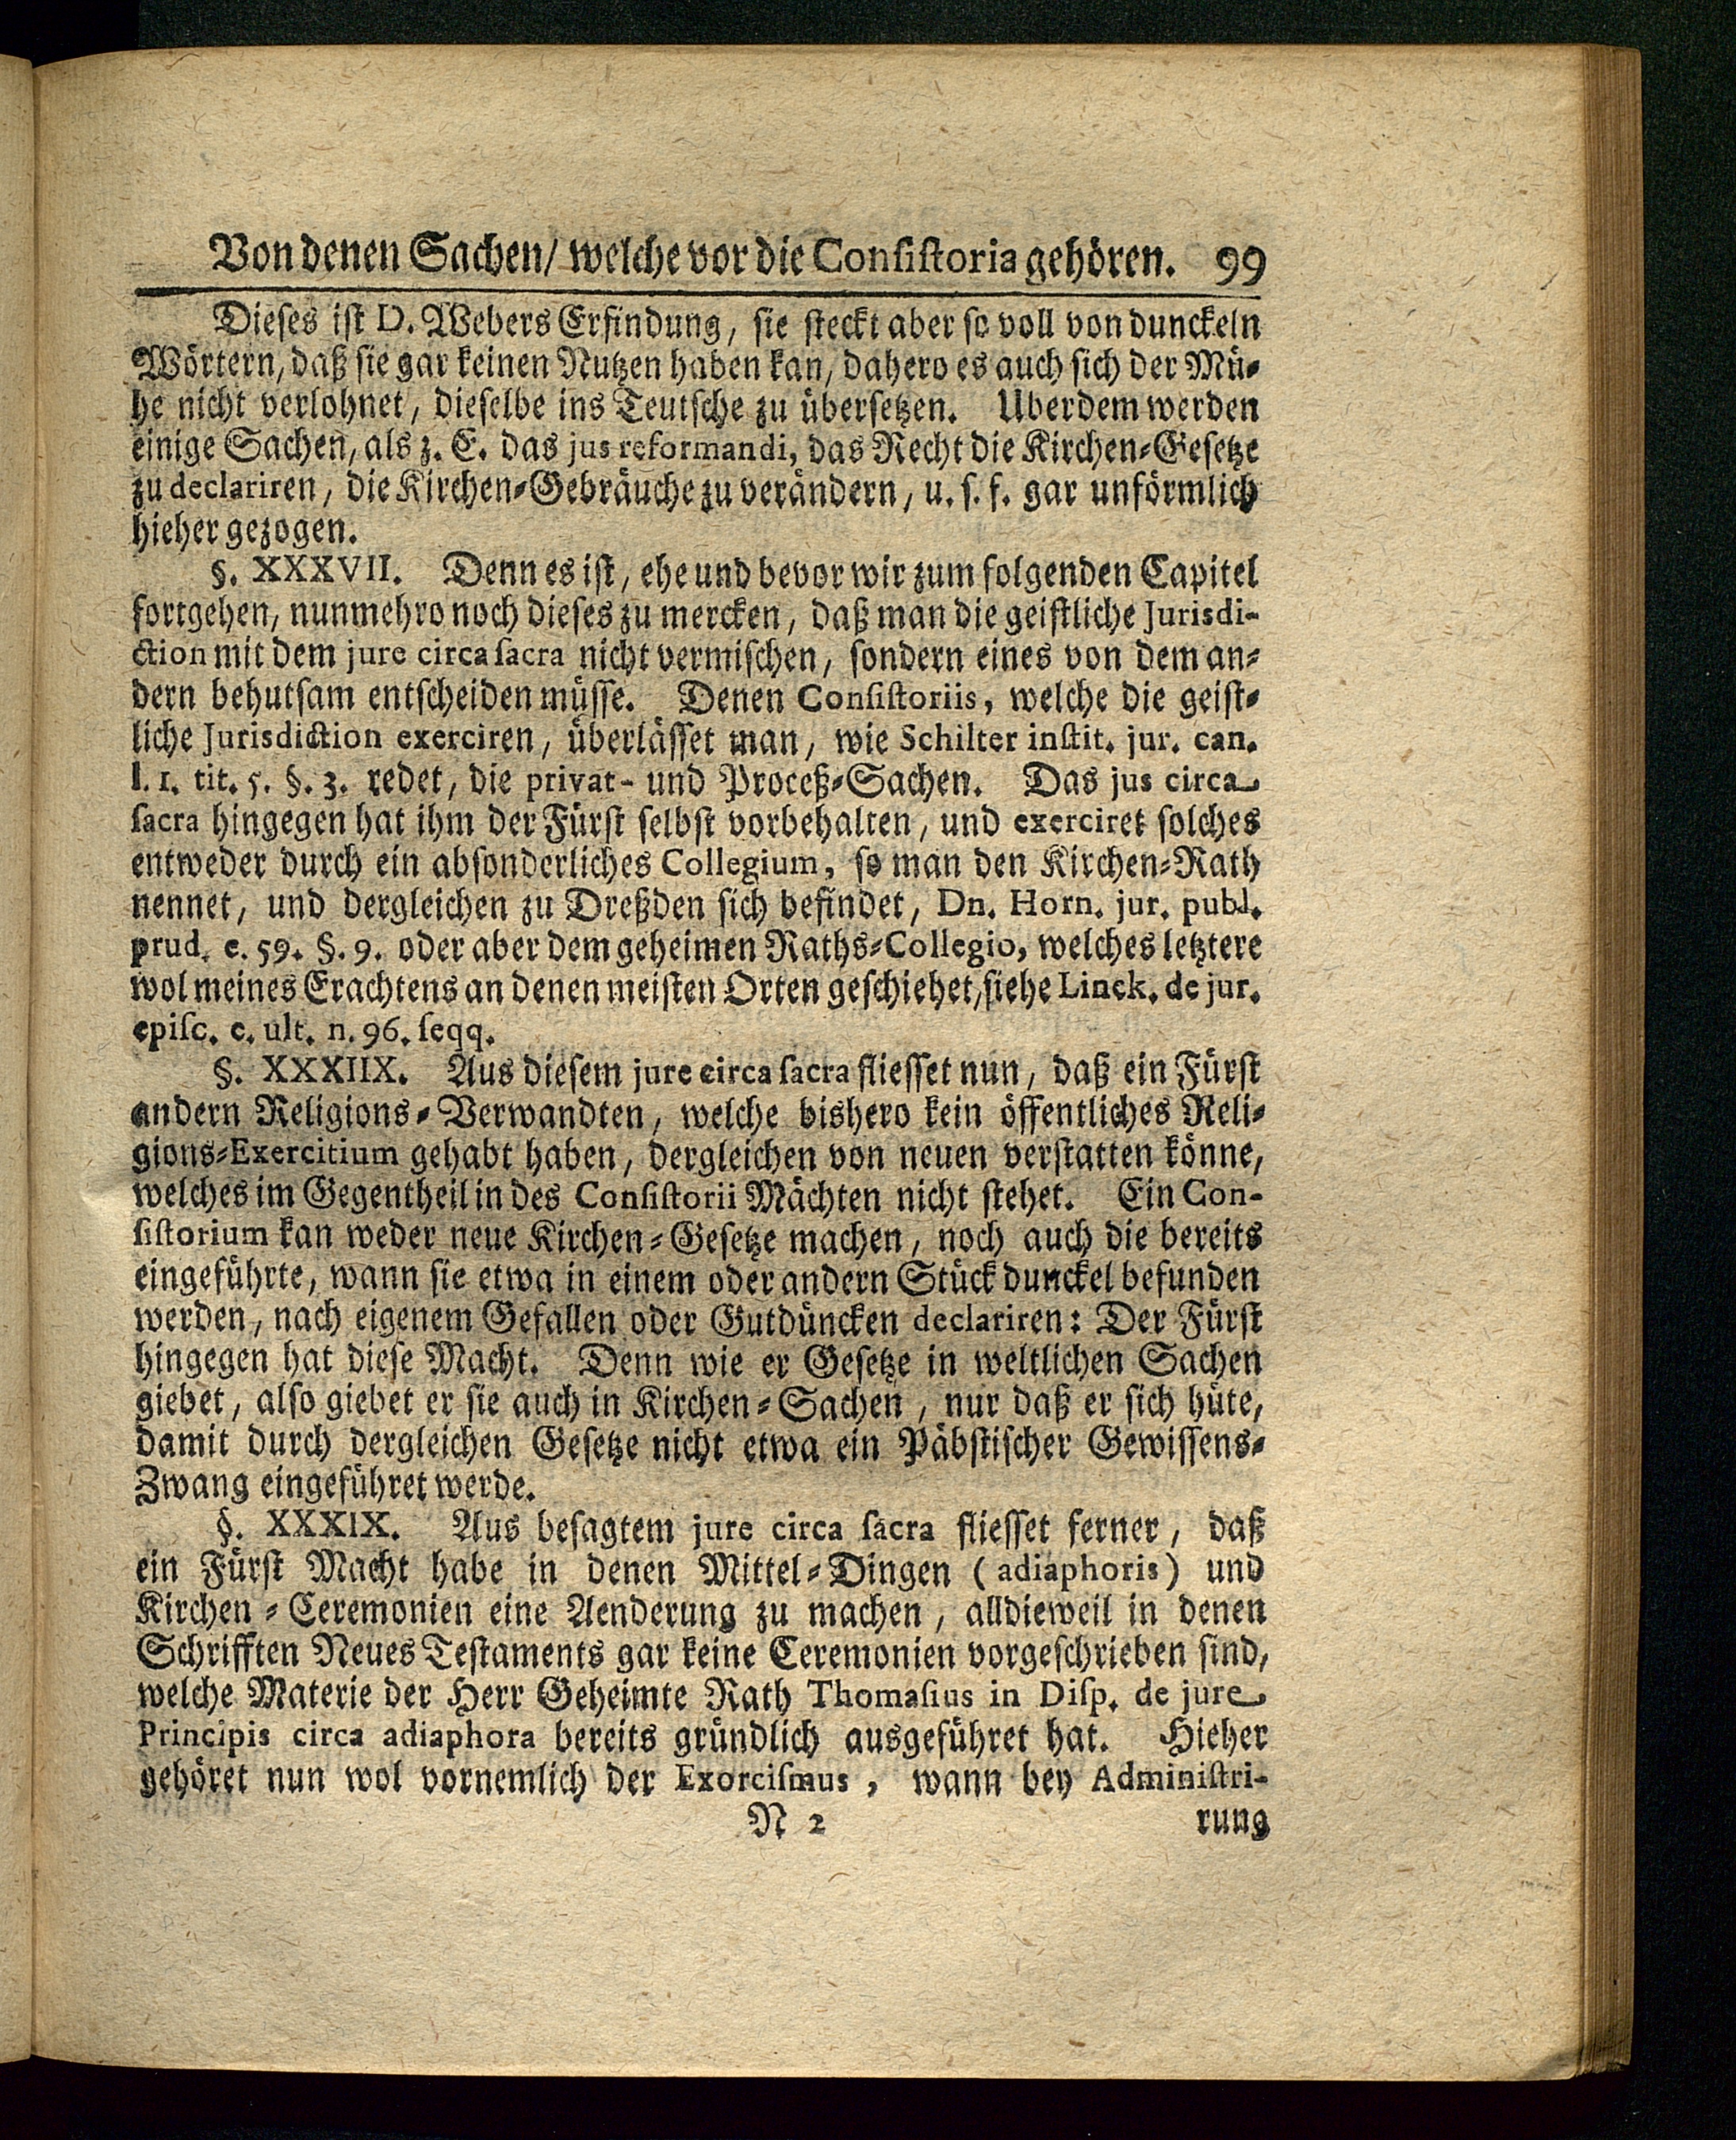 Von denen Sachen/ welche vor die Consistoria gehören. 99
Dieses ist D. Webers Erfindung, sie steckt aber so voll von dunckeln
Wörtern, daß sie gar keinen Nutzen haben kan, dahero es auch sich der Mü-
he nicht verlohnet, dieselbe ins Teutsche zu übersetzen. Uberdem werden
einige Sachen, als z. E. das jus reformandi, das Recht die Kirchen-Gesetze
zu declariren, die Kirchen-Gebräuche zu verändern, u. s. f. gar unförmlich
hieher gezogen.
§. XXXVII. Denn es ist, ehe und bevor wir zum folgenden Capitel
fortgehen, nunmehro noch dieses zu mercken, daß man die geistliche Jurisdi-
ction mit dem jure circa sacra nicht vermischen, sondern eines von dem an-
dern behutsam entscheiden müsse. Denen Consistoriis, welche die geist-
liche Jurisdiction exerciren, überlässet man, wie Schilter instit. jur. can.
l. 1. tit. 5. §. 3. redet, die privat- und Proceß-Sachen. Das jus circa
sacra hingegen hat ihm der Fürst selbst vorbehalten, und exerciret solches
entweder durch ein absonderliches Collegium, so man den Kirchen-Rath
nennet, und dergleichen zu Dreßden sich befindet, Dn. Horn. jur. publ.
prud. c. 59. §. 9. oder aber dem geheimen Raths-Collegio, welches letztere
wol meines Erachtens an denen meisten Orten geschiehet, siehe Linck. de jur.
episc. c. ult. n. 96. seqq.
§. XXXIIX. Aus diesem jure circa sacra fliesset nun, daß ein Fürst
andern Religions-Verwandten, welche bishero kein öffentliches Reli-
gions-Exercitium gehabt haben, dergleichen von neuen verstatten könne,
welches im Gegentheil in des Consistorii Mächten nicht stehet. Ein Con-
sistorium kan weder neue Kirchen-Gesetze machen, noch auch die bereits
eingeführte, wann sie etwa in einem oder andern Stück dunckel befunden
werden, nach eigenem Gefallen oder Gutdüncken declariren: Der Fürst
hingegen hat diese Macht. Denn wie er Gesetze in weltlichen Sachen
giebet, also giebet er sie auch in Kirchen-Sachen, nur daß er sich hüte,
damit durch dergleichen Gesetze nicht etwa ein Päbstischer Gewissens-
Zwang eingeführet werde.
§. XXXIX. Aus besagtem jure circa sacra fliesset ferner, daß
ein Fürst Macht habe in denen Mittel-Dingen (adiaphoris) und
Kirchen-Ceremonien eine Aenderung zu machen, alldieweil in denen
Schrifften Neues Testaments gar keine Ceremonien vorgeschrieben sind,
welche Materie der Herr Geheimte Rath Thomasius in Disp. de jure
Principis circa adiaphora bereits gründlich ausgeführet hat. Hieher
gehöret nun wol vornemlich der Exorcismus, wann bey Administri-
N 2 rung